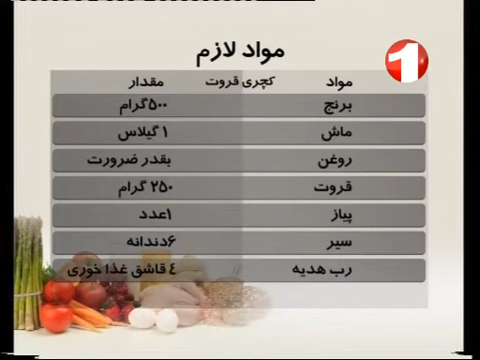 مواد لازم
1
مواد کچری قروت مقدار
برنج ۵۰۰گرام
ماش ۱ گیلاس
روغن بقدر ضرورت
قروت ۲۵۰ گرام
پیاز ۱عدد
سیر ۶دندانه
رب هدیه ٤ قاشق غذا خوری